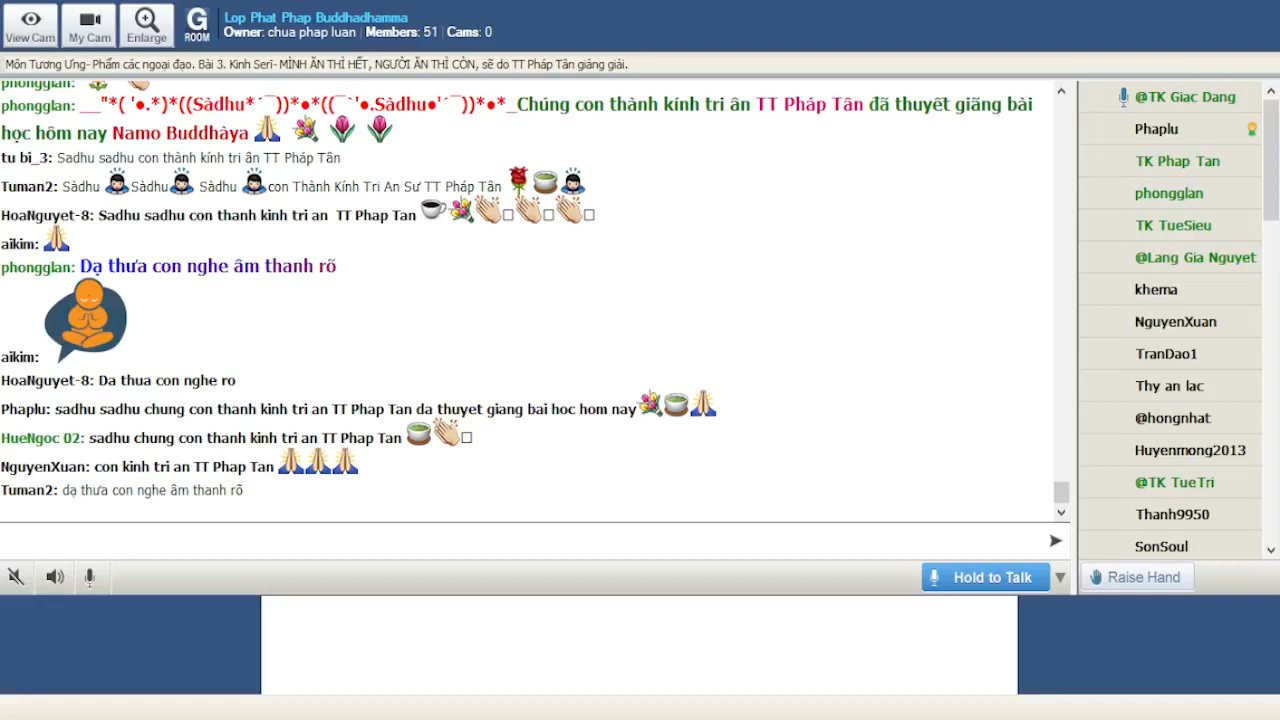 View Cam
My Cam
Enlarge
G
ROOM
Lop Phat Phap Buddhadhamma
Owner: chua phap luan | Members: 51 | Cams: 0
Môn Tương Ưng- Phẩm các ngoại đạo. Bài 3. Kinh Serī- MÌNH ĂN THÌ HẾT, NGƯỜI ĂN THÌ CÒN, sẽ do TT Pháp Tân giảng giải.
phongglan:
phongglan: __"*( '●.*)*((Sàdhu*´¯))*●*((¯`'●.Sàdhu●'´¯))*●*_Chúng con thành kính tri ân TT Pháp Tân đã thuyết giãng bài
học hôm nay Namo Buddhàya
tu bi_3: Sadhu sadhu con thành kính tri ân TT Pháp Tân
Tuman2: Sàdhu Sàdhu Sàdhu con Thành Kính Tri An Sư TT Pháp Tân
HoaNguyet-8: Sadhu sadhu con thanh kinh tri an TT Phap Tan
aikim:
phongglan: Dạ thưa con nghe âm thanh rõ
aikim:
HoaNguyet-8: Da thua con nghe ro
Phaplu: sadhu sadhu chung con thanh kinh tri an TT Phap Tan da thuyet giang bai hoc hom nay
HueNgoc 02: sadhu chung con thanh kinh tri an TT Phap Tan
NguyenXuan: con kinh tri an TT Phap Tan
Tuman2: dạ thưa con nghe âm thanh rõ
Hold to Talk
@TK Giac Dang
Phaplu
TK Phap Tan
phongglan
TK TueSieu
@Lang Gia Nguyet
khema
NguyenXuan
TranDao1
Thy an lac
@hongnhat
Huyenmong2013
@TK TueTri
Thanh9950
SonSoul
Raise Hand